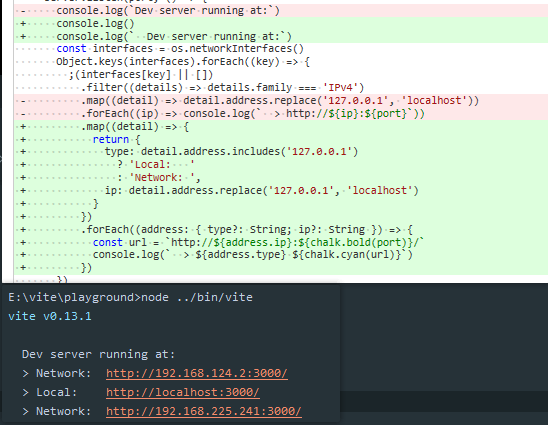 -     console.log(`Dev server running at:`)
+     console.log()
+     console.log(`  Dev server running at:`)
      const interfaces = os.networkInterfaces()
      Object.keys(interfaces).forEach((key) => {
        ;(interfaces[key] || [])
          .filter((details) => details.family === 'IPv4')
-         .map((detail) => detail.address.replace('127.0.0.1', 'localhost'))
-         .forEach((ip) => console.log(`  > http://${ip}:${port}`))
+         .map((detail) => {
+           return {
+             type: detail.address.includes('127.0.0.1')
+               ? 'Local:   '
+               : 'Network: ',
+             ip: detail.address.replace('127.0.0.1', 'localhost')
+           }
+         })
+         .forEach((address: { type?: String; ip?: String }) => {
+           const url = `http://${address.ip}:${chalk.bold(port)}/`
+           console.log(`  > ${address.type} ${chalk.cyan(url)}`)
+         })
      })
E:\vite\playground>node ../bin/vite
vite v0.13.1
  Dev server running at:
  > Network:  http://192.168.124.2:3000/
  > Local:    http://localhost:3000/
  > Network:  http://192.168.225.241:3000/